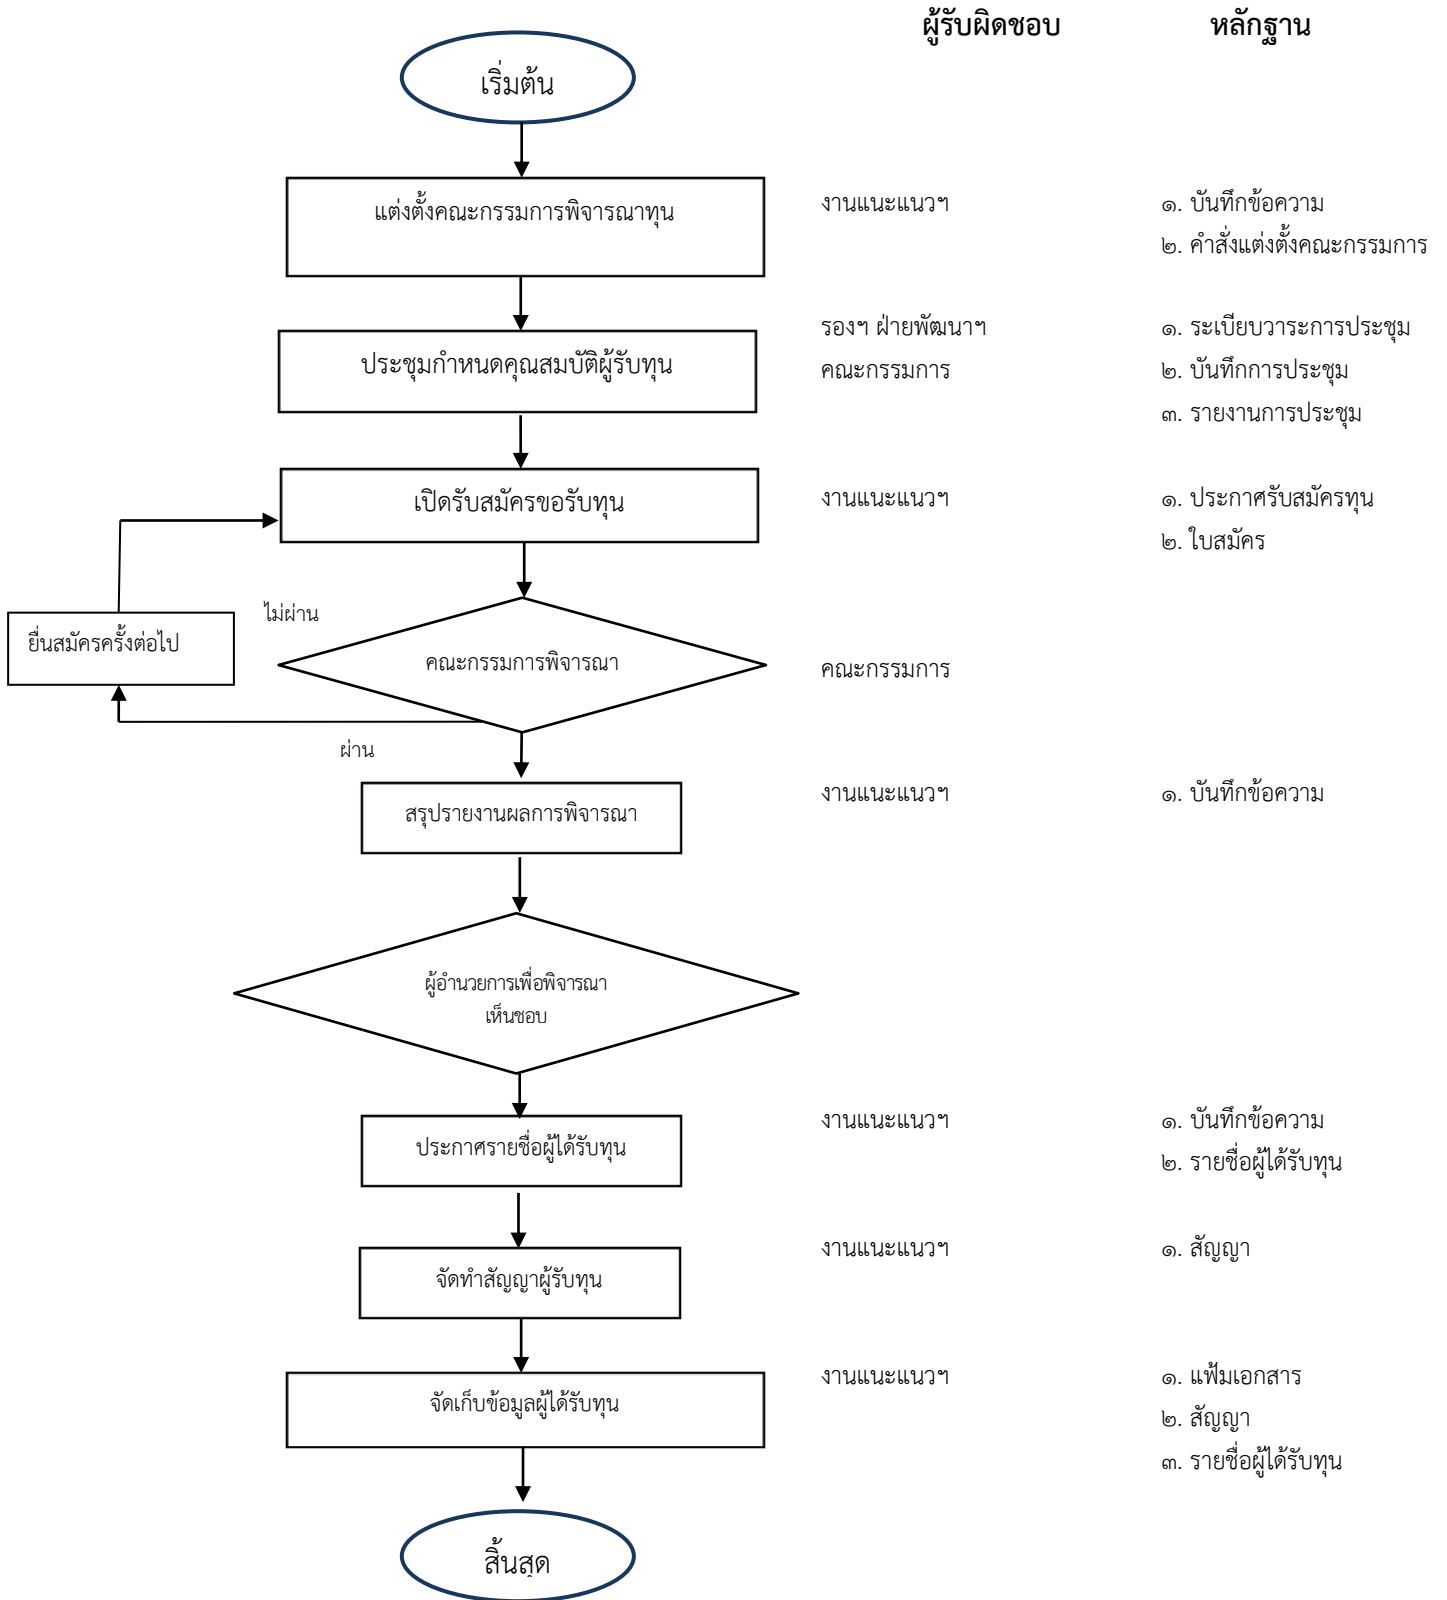 ผู้รับผิดชอบ
หลักฐาน
เริ่มต้น
แต่งตั้งคณะกรรมการพิจารณาทุน
งานแนะแนวฯ
๑. บันทึกข้อความ
๒. คำสั่งแต่งตั้งคณะกรรมการ
ประชุมกำหนดคุณสมบัติผู้รับทุน
รองฯ ฝ่ายพัฒนาฯ
คณะกรรมการ
๑. ระเบียบวาระการประชุม
๒. บันทึกการประชุม
๓. รายงานการประชุม
เปิดรับสมัครขอรับทุน
งานแนะแนวฯ
๑. ประกาศรับสมัครทุน
๒. ใบสมัคร
ไม่ผ่าน
ยื่นสมัครครั้งต่อไป
คณะกรรมการพิจารณา
คณะกรรมการ
ผ่าน
สรุปรายงานผลการพิจารณา
งานแนะแนวฯ
๑. บันทึกข้อความ
ผู้อำนวยการเพื่อพิจารณา
เห็นชอบ
ประกาศรายชื่อผู้ได้รับทุน
งานแนะแนวฯ
๑. บันทึกข้อความ
๒. รายชื่อผู้ได้รับทุน
จัดทำสัญญาผู้รับทุน
งานแนะแนวฯ
๑. สัญญา
จัดเก็บข้อมูลผู้ได้รับทุน
งานแนะแนวฯ
๑. แฟ้มเอกสาร
๒. สัญญา
๓. รายชื่อผู้ได้รับทุน
สิ้นสุด